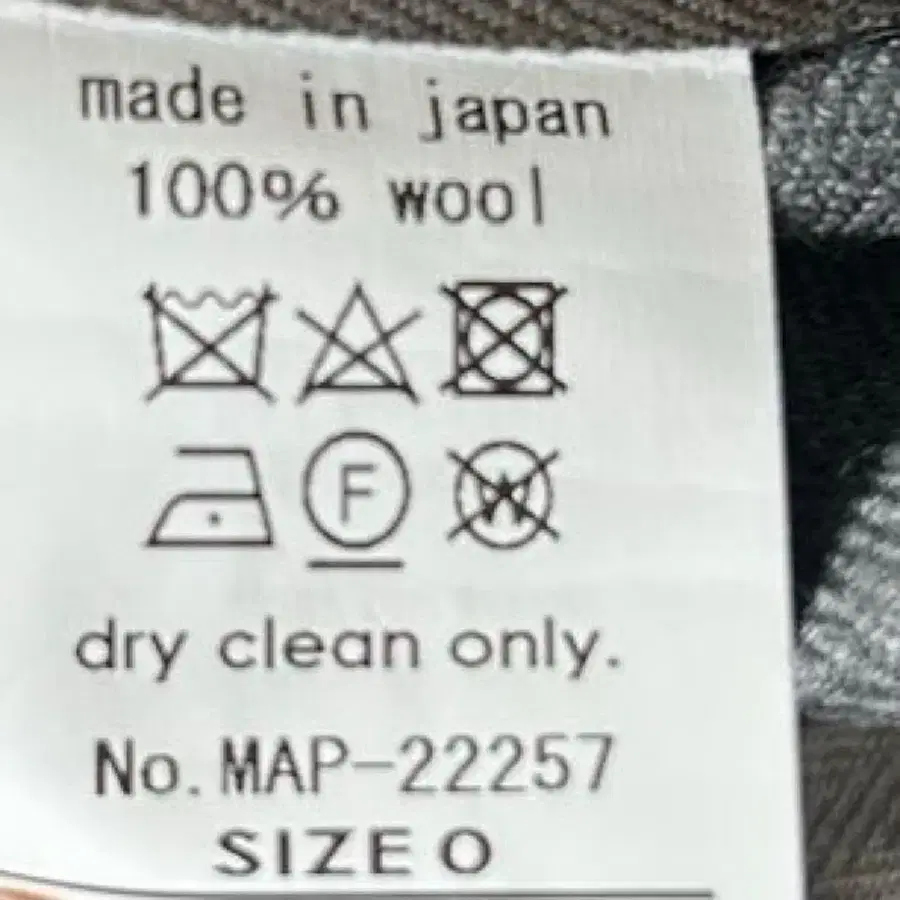 made in japan
100% wool
F W
dry clean only.
No. MAP-22257
SIZE 0